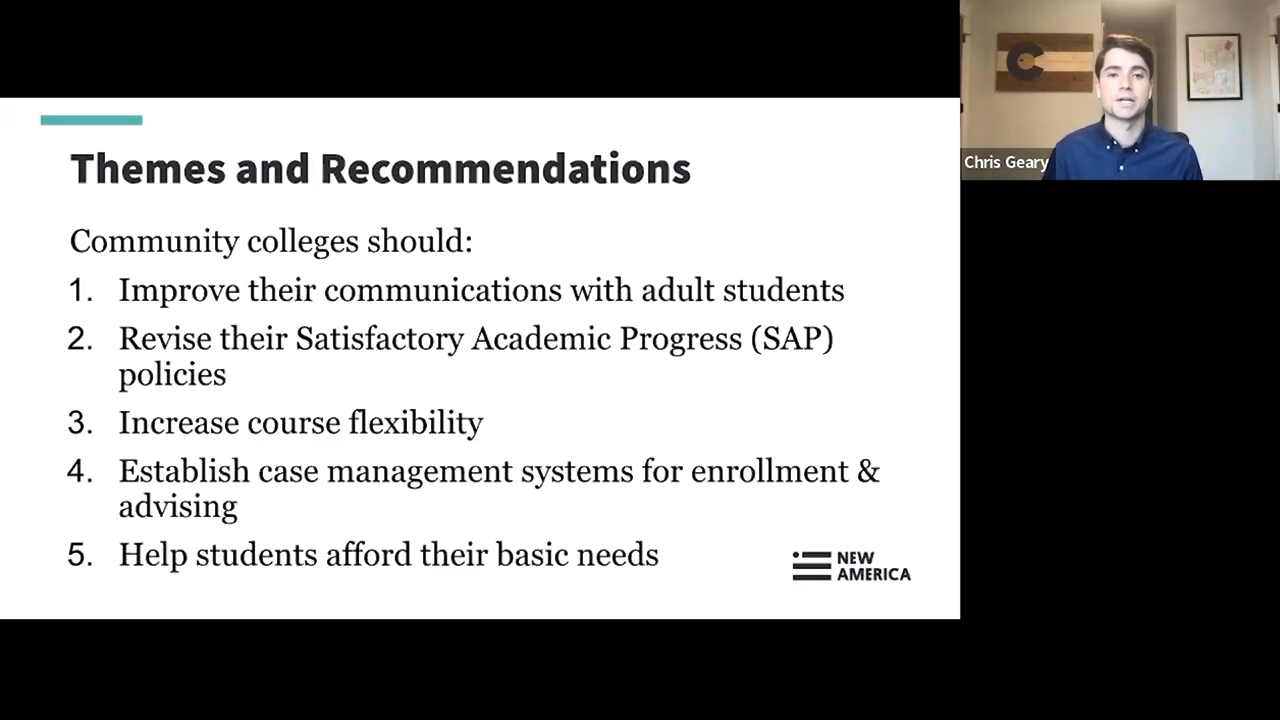 Themes and Recommendations
Community colleges should:
1. Improve their communications with adult students
2. Revise their Satisfactory Academic Progress (SAP)
policies
3. Increase course flexibility
4. Establish case management systems for enrollment &
advising
5. Help students afford their basic needs
NEW
AMERICA
Chris Geary